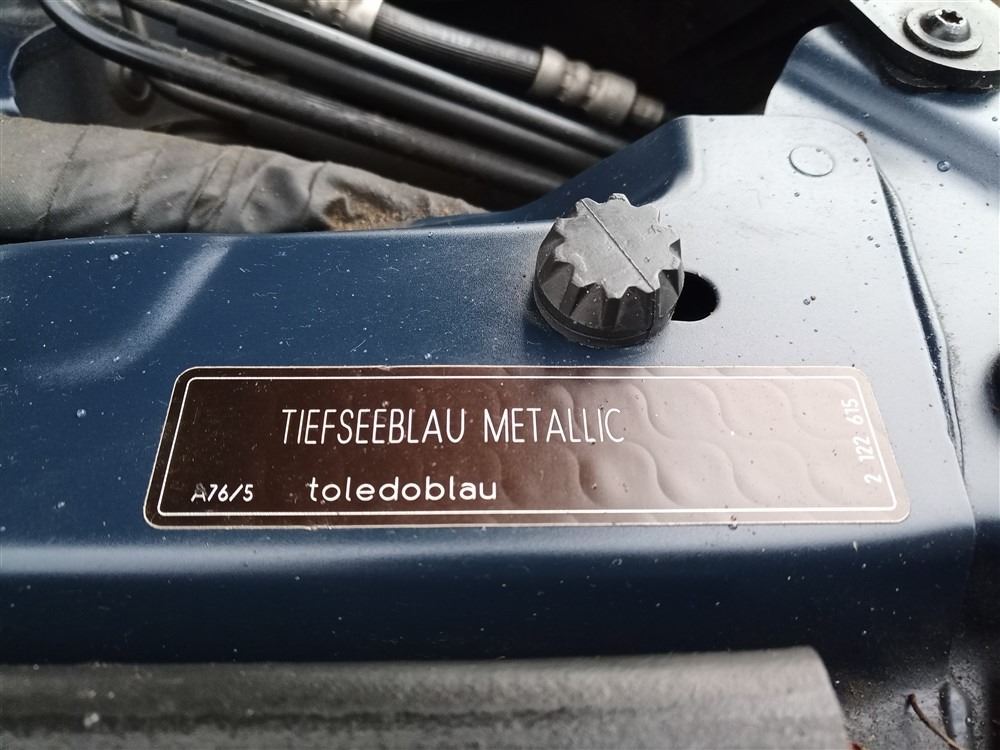 TIEFSEEBLAU METALLIC
A76/5 toledoblau
2 122 615